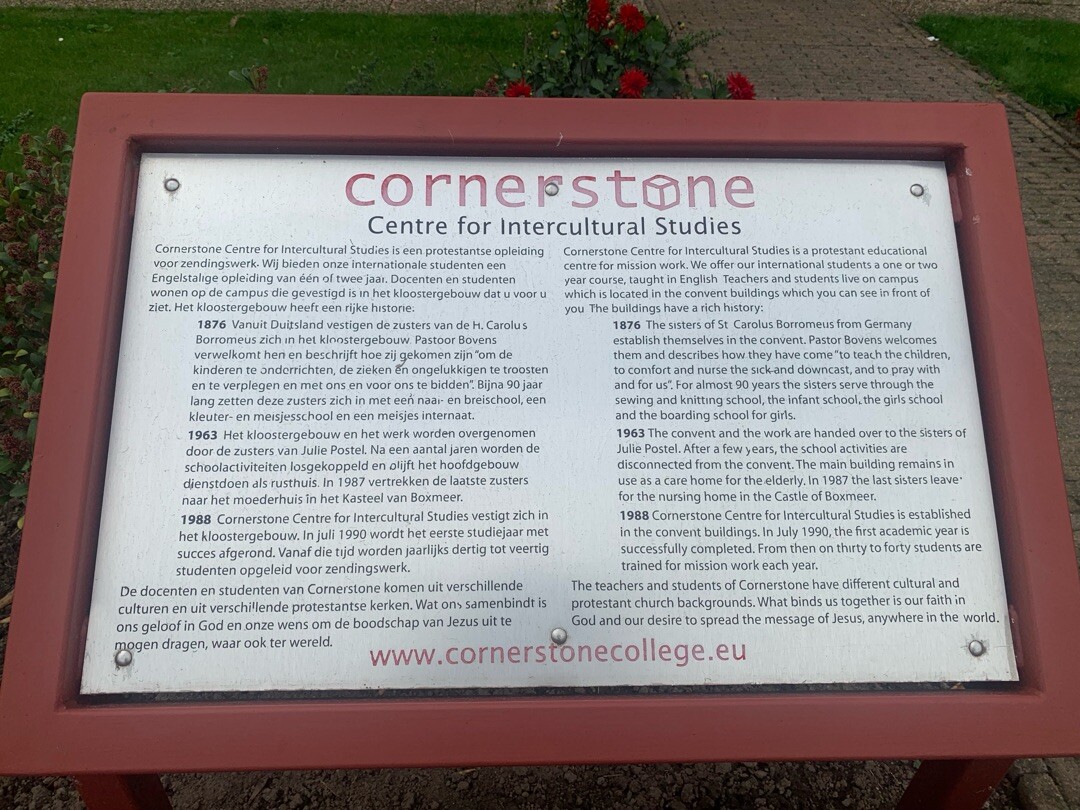 cornerstone
Centre for Intercultural Studies
Cornerstone Centre for Intercultural Studies is een protestantse opleiding
voor zendingswerk. Wij bieden onze internationale studenten een
Engelstalige opleiding van één of twee jaar. Docenten en studenten
wonen op de campus die gevestigd is in het kloostergebouw dat u voor u
ziet. Het kloostergebouw heeft een rijke historie:
1876 Vanuit Duitsland vestigen de zusters van de H. Carolus
Borromeus zich in het kloostergebouw. Pastoor Bovens
verwelkomt hen en beschrijft hoe zij gekomen zijn "om de
kinderen te onderrichten, de zieken en ongelukkigen te troosten
en te verplegen en met ons en voor ons te bidden". Bijna 90 jaar
lang zetten deze zusters zich in met een naai- en breischool, een
kleuter- en meisjesschool en een meisjes internaat.
1963 Het kloostergebouw en het werk worden overgenomen
door de zusters van Julie Postel. Na een aantal jaren worden de
schoolactiviteiten losgekoppeld en blijft het hoofdgebouw
dienstdoen als rusthuis. In 1987 vertrekken de laatste zusters
naar het moederhuis in het Kasteel van Boxmeer.
1988 Cornerstone Centre for Intercultural Studies vestigt zich in
het kloostergebouw. In juli 1990 wordt het eerste studiejaar met
succes afgerond. Vanaf die tijd worden jaarlijks dertig tot veertig
studenten opgeleid voor zendingswerk.
De docenten en studenten van Cornerstone komen uit verschillende
culturen en uit verschillende protestantse kerken. Wat ons samenbindt is
ons geloof in God en onze wens om de boodschap van Jezus uit te
mogen dragen, waar ook ter wereld.
Cornerstone Centre for Intercultural Studies is a protestant educational
centre for mission work. We offer our international students a one or two
year course, taught in English. Teachers and students live on campus
which is located in the convent buildings which you can see in front of
you. The buildings have a rich history:
1876 The sisters of St. Carolus Borromeus from Germany
establish themselves in the convent. Pastor Bovens welcomes
them and describes how they have come "to teach the children,
to comfort and nurse the sick and downcast, and to pray with
and for us". For almost 90 years the sisters serve through the
sewing and knitting school, the infant school, the girls school
and the boarding school for girls.
1963 The convent and the work are handed over to the sisters of
Julie Postel. After a few years, the school activities are
disconnected from the convent. The main building remains in
use as a care home for the elderly. In 1987 the last sisters leave
for the nursing home in the Castle of Boxmeer.
1988 Cornerstone Centre for Intercultural Studies is established
in the convent buildings. In July 1990, the first academic year is
successfully completed. From then on thirty to forty students are
trained for mission work each year.
The teachers and students of Cornerstone have different cultural and
protestant church backgrounds. What binds us together is our faith in
God and our desire to spread the message of Jesus, anywhere in the world.
www.cornerstonecollege.eu